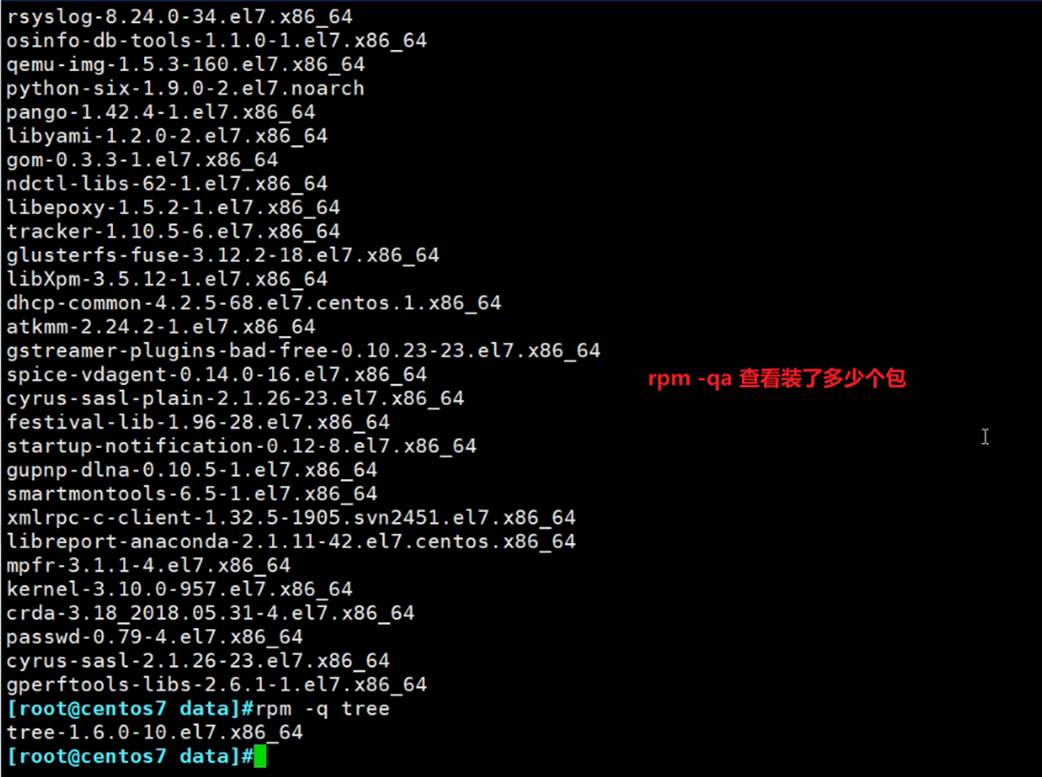 rsyslog-8.24.0-34.el7.x86_64
osinfo-db-tools-1.1.0-1.el7.x86_64
qemu-img-1.5.3-160.el7.x86_64
python-six-1.9.0-2.el7.noarch
pango-1.42.4-1.el7.x86_64
libyami-1.2.0-2.el7.x86_64
gom-0.3.3-1.el7.x86_64
ndctl-libs-62-1.el7.x86_64
libepoxy-1.5.2-1.el7.x86_64
tracker-1.10.5-6.el7.x86_64
glusterfs-fuse-3.12.2-18.el7.x86_64
libXpm-3.5.12-1.el7.x86_64
dhcp-common-4.2.5-68.el7.centos.1.x86_64
atkmm-2.24.2-1.el7.x86_64
gstreamer-plugins-bad-free-0.10.23-23.el7.x86_64
spice-vdagent-0.14.0-16.el7.x86_64
rpm -qa 查看装了多少个包
cyrus-sasl-plain-2.1.26-23.el7.x86_64
festival-lib-1.96-28.el7.x86_64
startup-notification-0.12-8.el7.x86_64
gupnp-dlna-0.10.5-1.el7.x86_64
smartmontools-6.5-1.el7.x86_64
xmlrpc-c-client-1.32.5-1905.svn2451.el7.x86_64
libreport-anaconda-2.1.11-42.el7.centos.x86_64
mpfr-3.1.1-4.el7.x86_64
kernel-3.10.0-957.el7.x86_64
crda-3.18_2018.05.31-4.el7.x86_64
passwd-0.79-4.el7.x86_64
cyrus-sasl-2.1.26-23.el7.x86_64
gperftools-libs-2.6.1-1.el7.x86_64
[root@centos7 data]#rpm -q tree
tree-1.6.0-10.el7.x86_64
[root@centos7 data]#